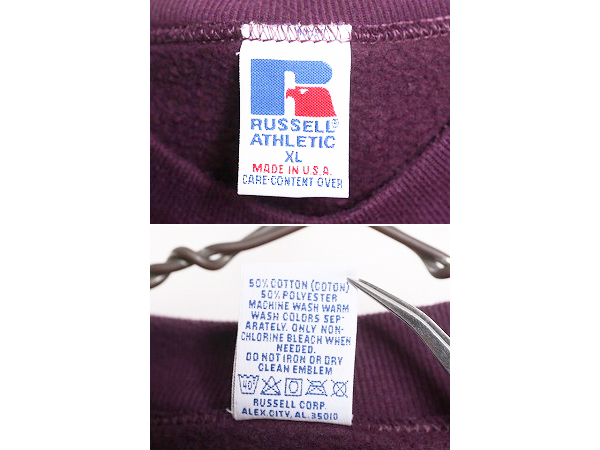 R
RUSSELL®
ATHLETIC
XL
MADE IN U.S.A.
CARE·CONTENT OVER
50% COTTON (COTON)
50% POLYESTER
MACHINE WASH WARM
WASH COLORS SEP-
ARATELY. ONLY NON-
CHLORINE BLEACH WHEN
NEEDED.
DO NOT IRON OR DRY
CLEAN EMBLEM
40°
RUSSELL CORP.
ALEX.CITY, AL.35010